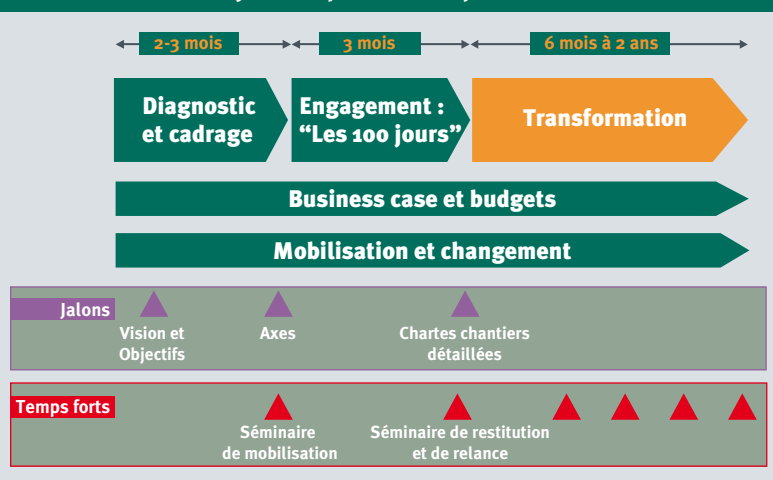 2-3 mois
3 mois
6 mois à 2 ans
Diagnostic
et cadrage
Engagement :
“Les 100 jours”
Transformation
Business case et budgets
Mobilisation et changement
Jalons
Vision et
Objectifs
Axes
Chartes chantiers
détaillées
Temps forts
Séminaire
de mobilisation
Séminaire de restitution
et de relance